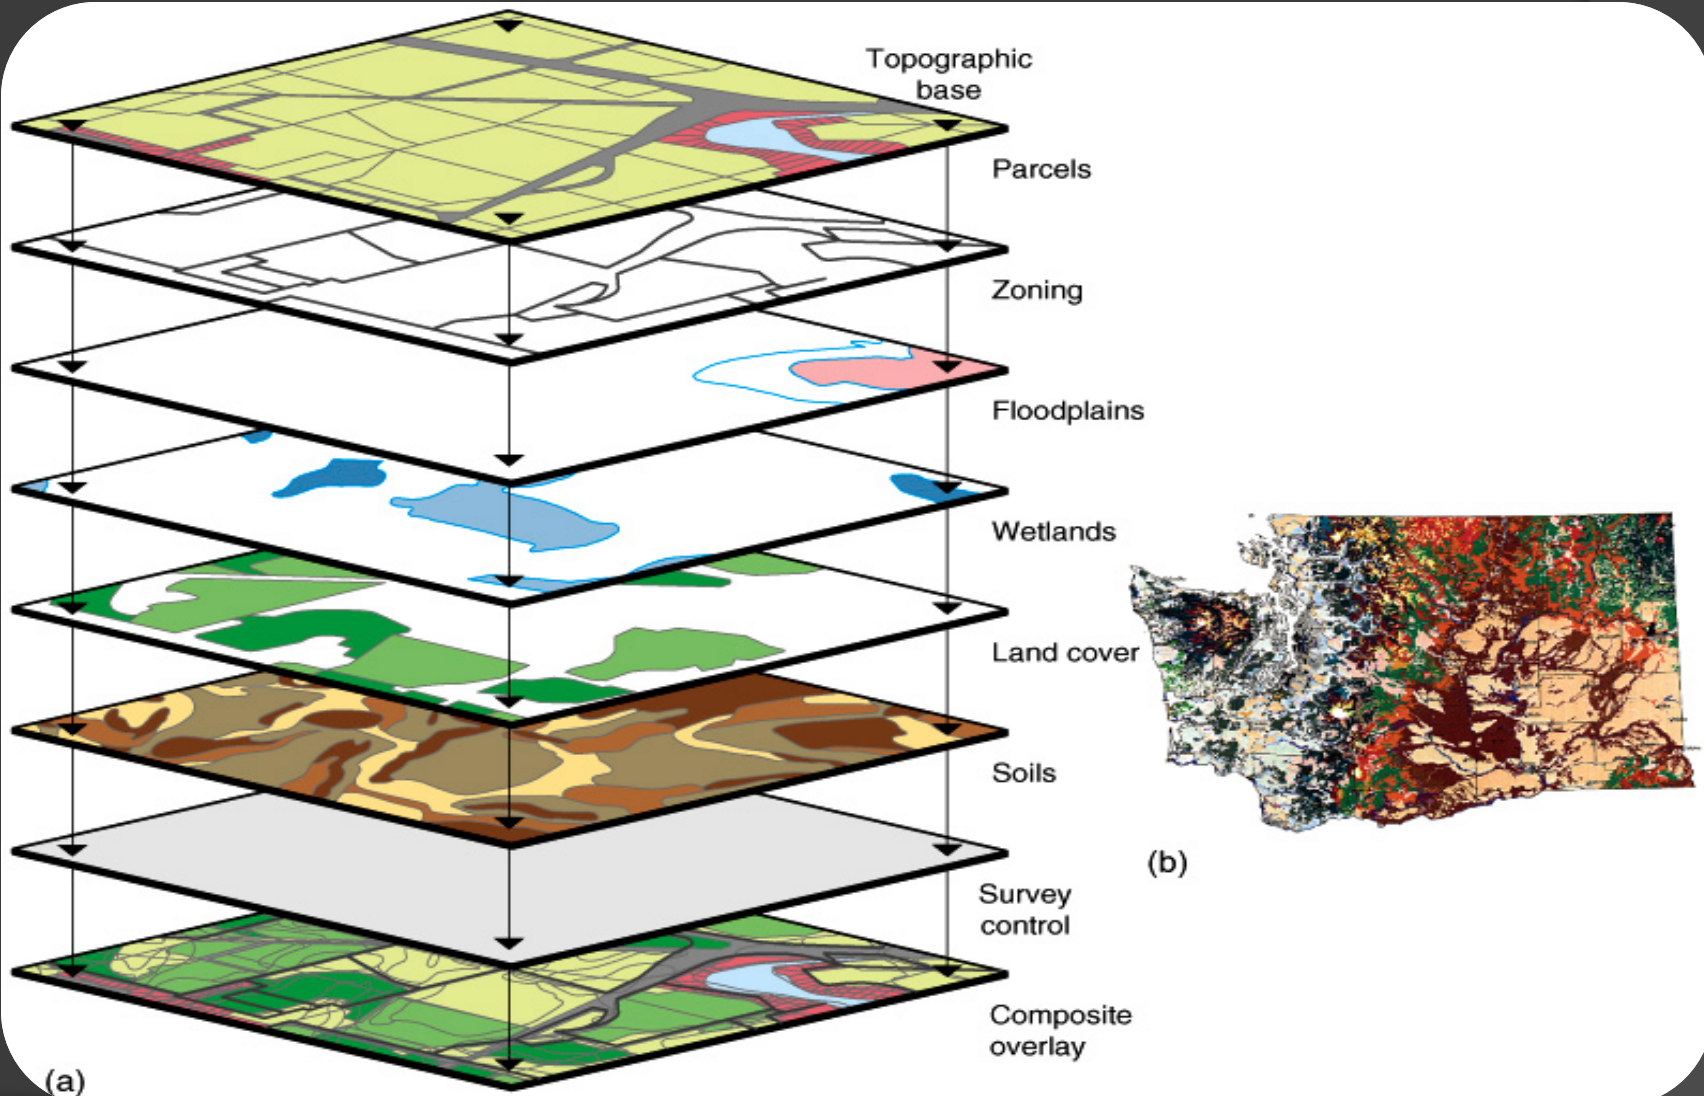 Topographic
base
Parcels
Zoning
Floodplains
Wetlands
Land cover
Soils
Survey
control
Composite
overlay
(a)
(b)